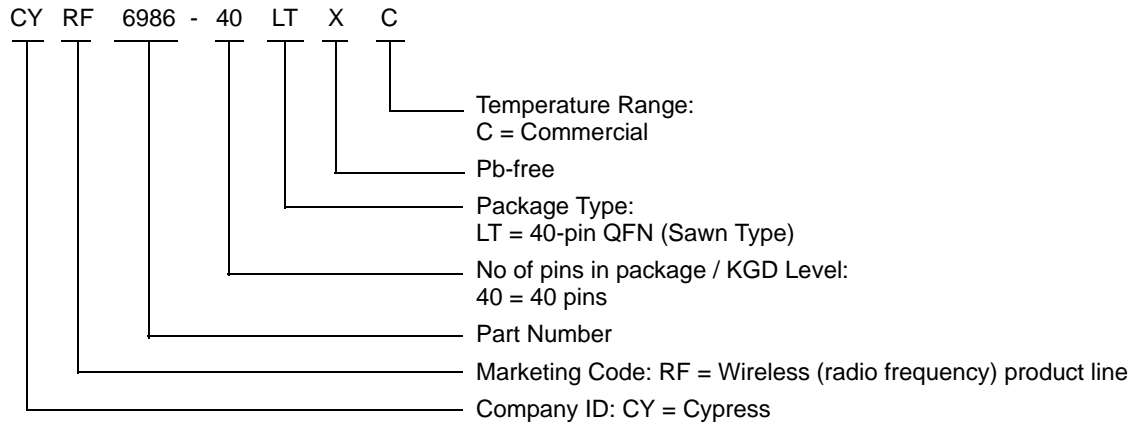 CY RF 6986 - 40 LT X C
Temperature Range:
C = Commercial
Pb-free
Package Type:
LT = 40-pin QFN (Sawn Type)
No of pins in package / KGD Level:
40 = 40 pins
Part Number
Marketing Code: RF = Wireless (radio frequency) product line
Company ID: CY = Cypress